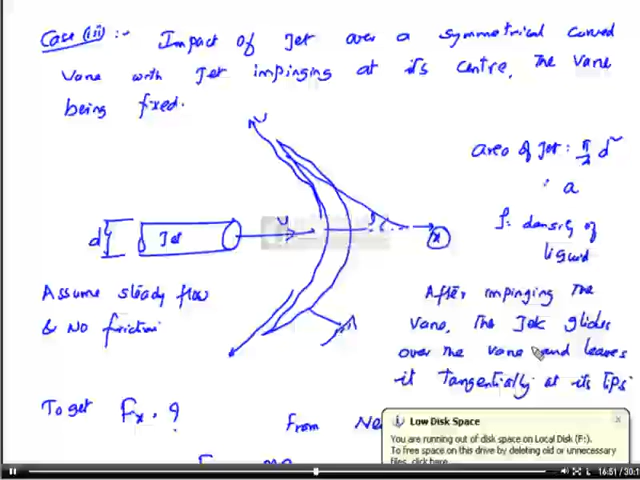 Case (iii) :- Impact of Jet over a symmetrical curved
Vane with Jet impinging at its centre, The Vane
being fixed.
area of Jet : π/4 d²
: a
ρ: density of
liquid
d
Jet
V
x
Assume steady flow
& No friction
After impinging The
Vane, The Jet glides
over the vane and leaves
it Tangentially at its Tips
To get Fx = ?
From Ne
Low Disk Space
You are running out of disk space on Local Disk (F:).
To free space on this drive by deleting old or unnecessary
files, click here.
16:51 / 30:1